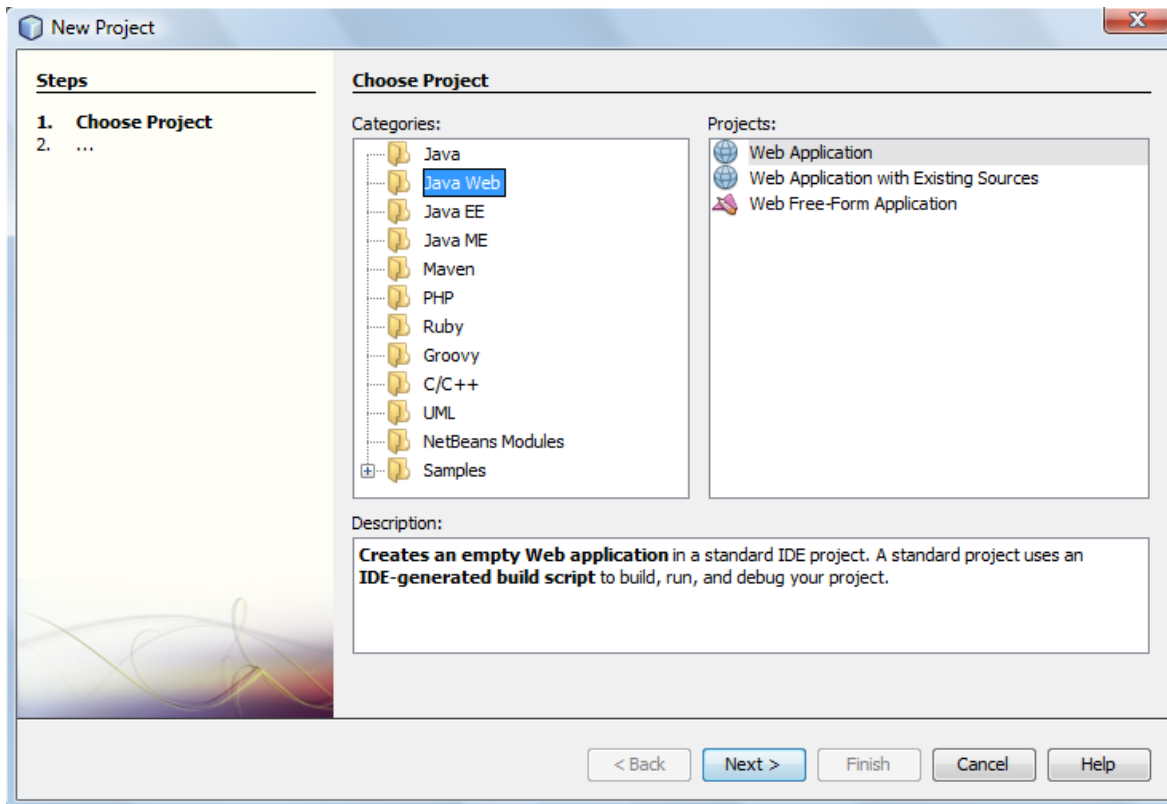 New Project
Steps
1. Choose Project
2. ...
Choose Project
Categories:
Java
Java Web
Java EE
Java ME
Maven
PHP
Ruby
Groovy
C/C++
UML
NetBeans Modules
Samples
Projects:
Web Application
Web Application with Existing Sources
Web Free-Form Application
Description:
Creates an empty Web application in a standard IDE project. A standard project uses an
IDE-generated build script to build, run, and debug your project.
< Back
Next >
Finish
Cancel
Help